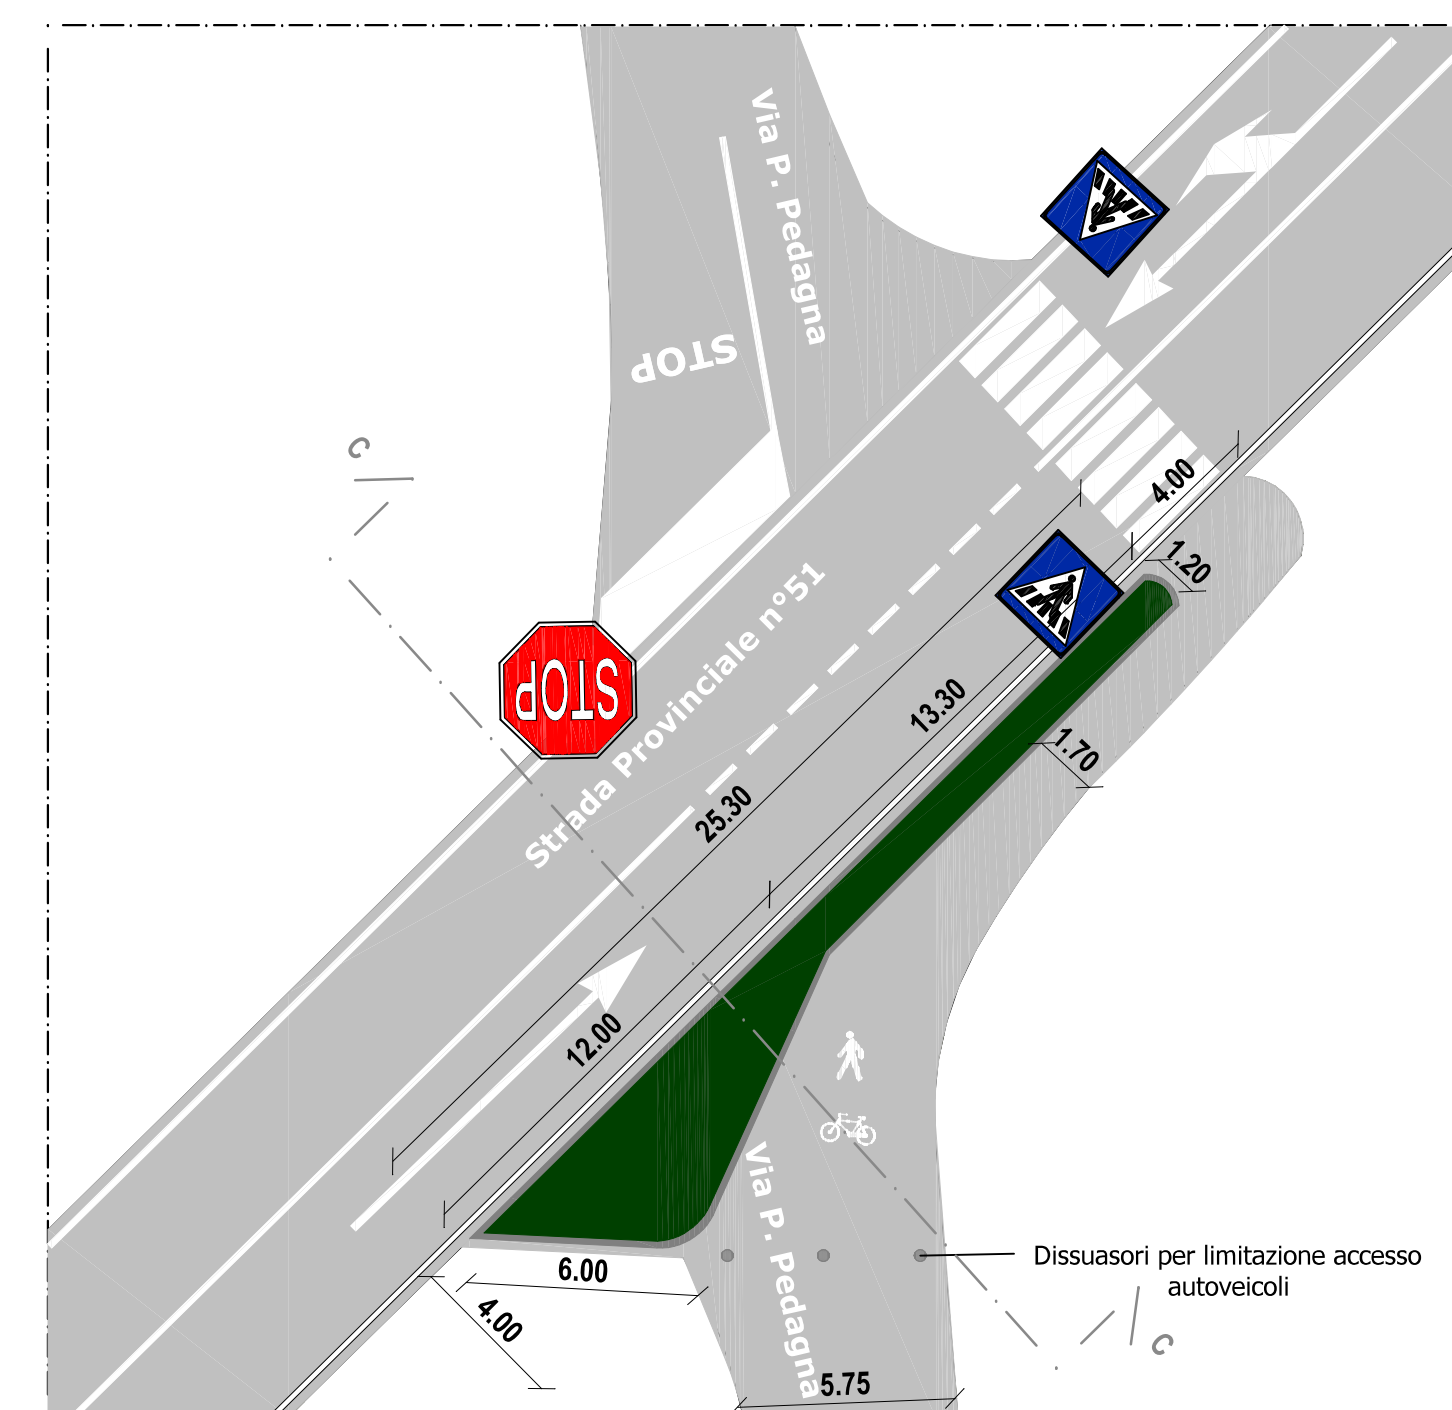 Via P. Pedagna
STOP
C
4.00
1.20
Strada Provinciale n°51
STOP
13.30
1.70
25.30
12.00
Via P. Pedagna
6.00
4.00
Dissuasori per limitazione accesso
autoveicoli
C
5.75